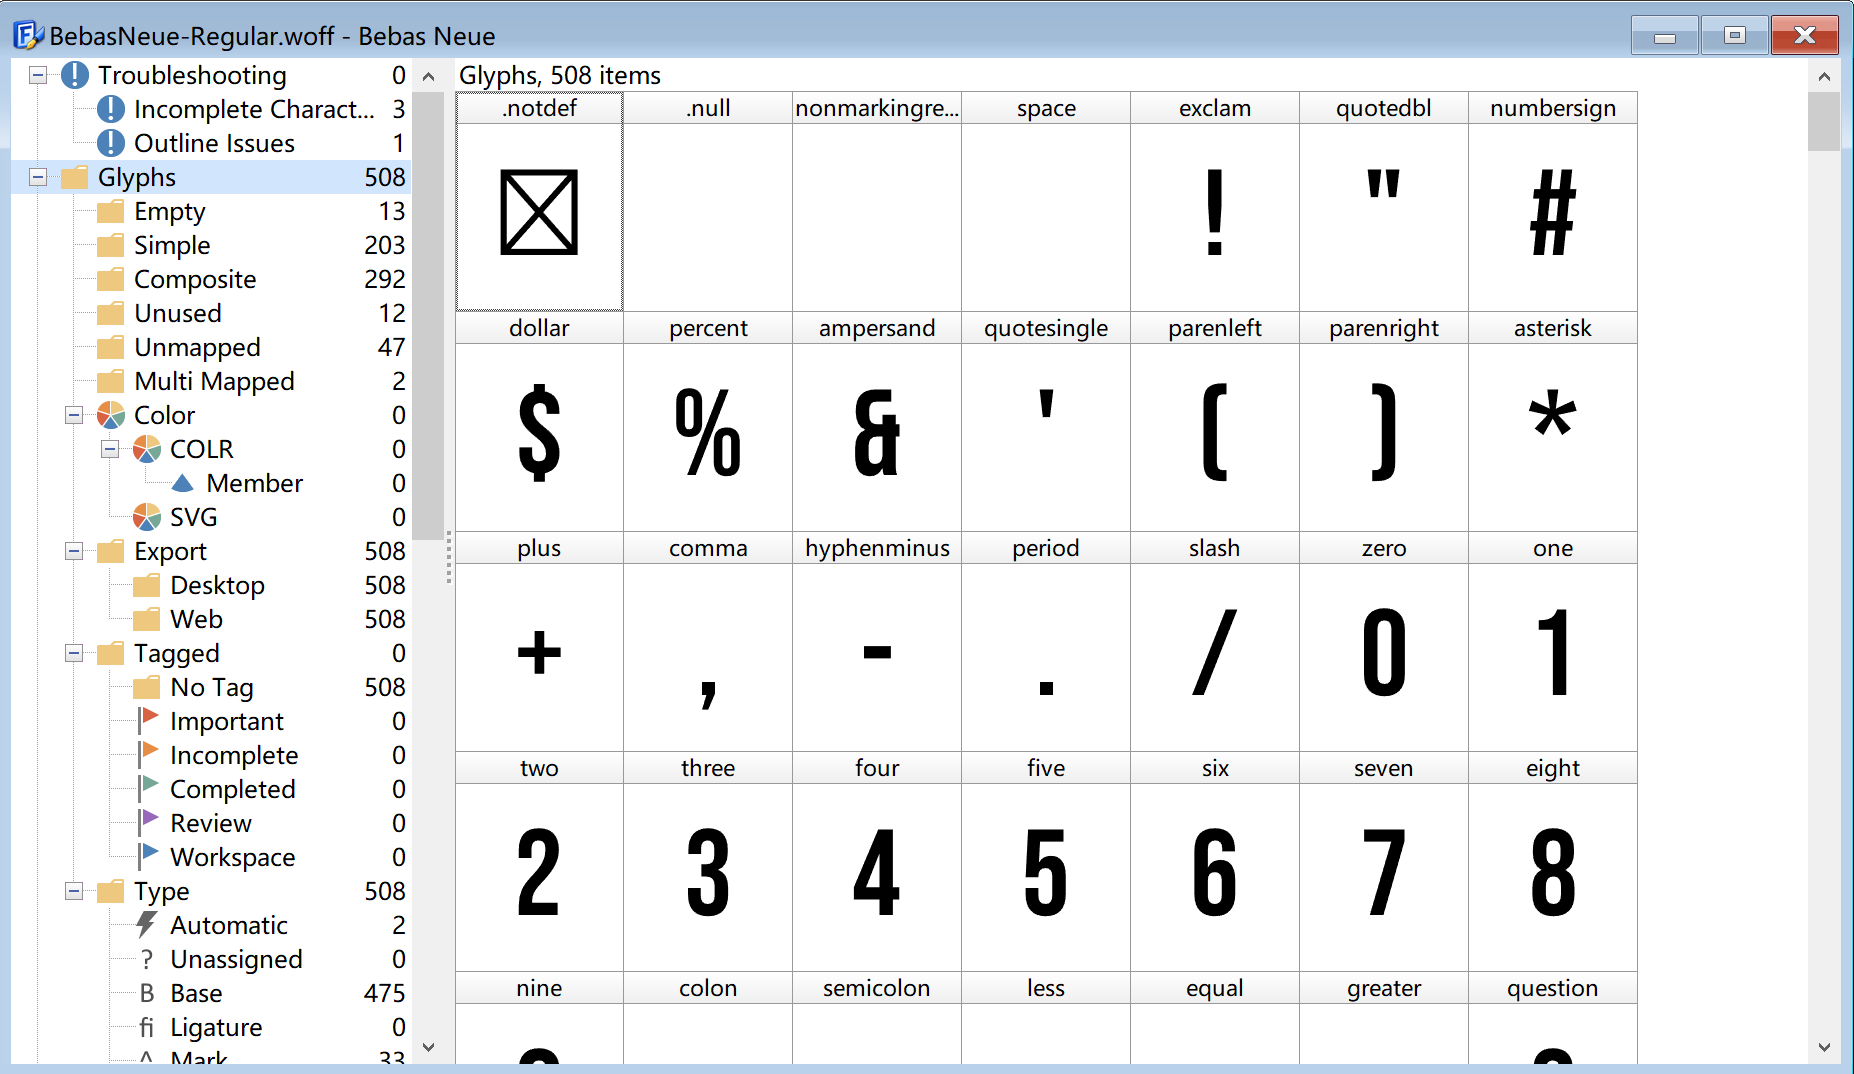 BebasNeue-Regular.woff - Bebas Neue
Troubleshooting 0
Incomplete Charact... 3
Outline Issues 1
Glyphs 508
Empty 13
Simple 203
Composite 292
Unused 12
Unmapped 47
Multi Mapped 2
Color 0
COLR 0
Member 0
SVG 0
Export 508
Desktop 508
Web 508
Tagged 0
No Tag 508
Important 0
Incomplete 0
Completed 0
Review 0
Workspace 0
Type 508
Automatic 2
? Unassigned 0
B Base 475
fi Ligature 0
Mark 33
Glyphs, 508 items
.notdef .null nonmarkingre... space exclam quotedbl numbersign
! " #
dollar percent ampersand quotesingle parenleft parenright asterisk
$ % & ' ( ) *
plus comma hyphenminus period slash zero one
+ , - . / 0 1
two three four five six seven eight
2 3 4 5 6 7 8
nine colon semicolon less equal greater question